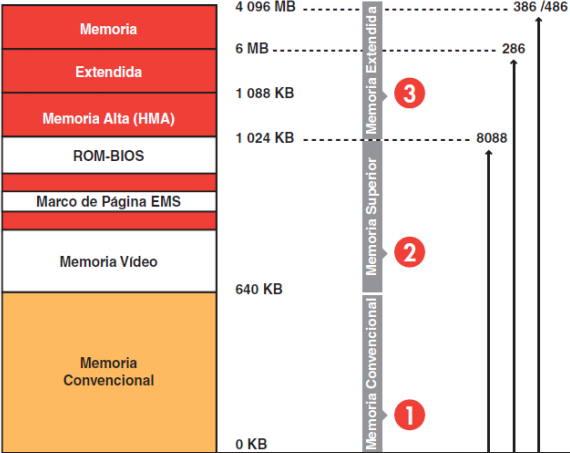 4 096 MB
386 /486
Memoria
6 MB
286
Extendida
1 088 KB
Memoria Alta (HMA)
1 024 KB
8088
ROM-BIOS
Marco de Página EMS
Memoria Vídeo
640 KB
Memoria
Convencional
0 KB
Memoria Extendida
3
Memoria Superior
2
Memoria Convencional
1